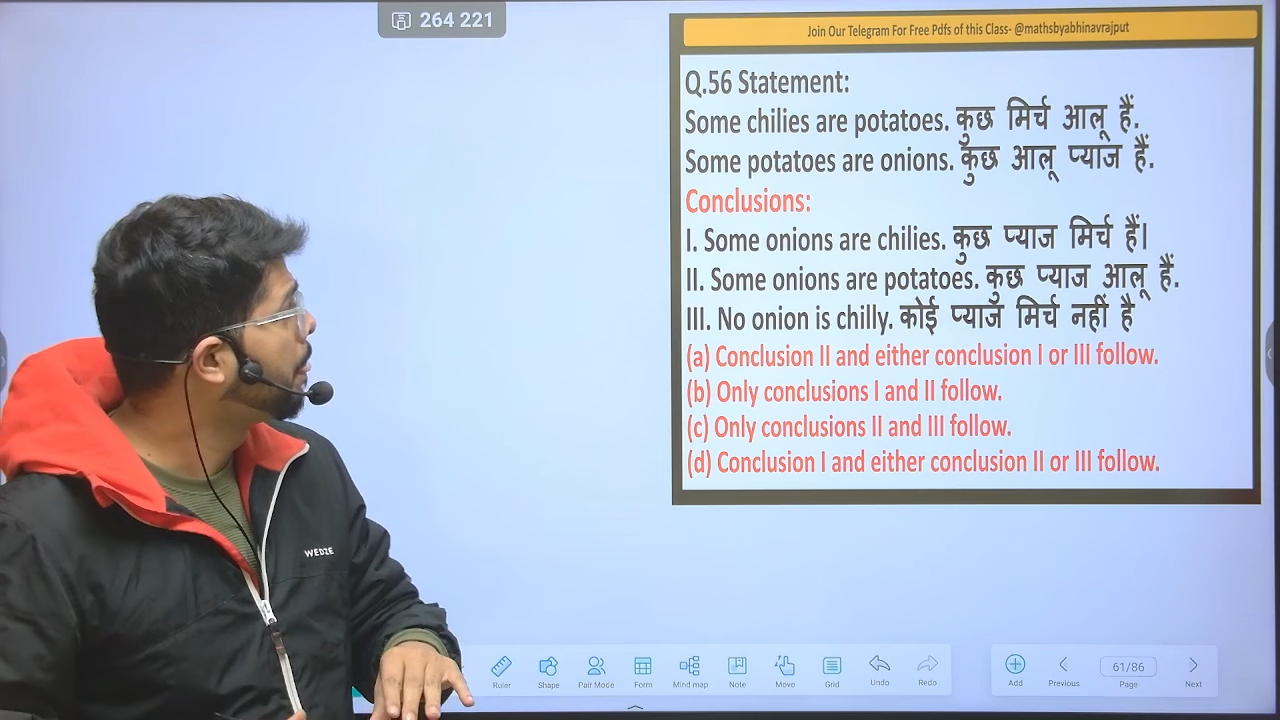 264 221
Join Our Telegram For Free Pdfs of this Class- @mathsbyabhinavrajput
Q.56 Statement:
Some chilies are potatoes. कुछ मिर्च आलू हैं.
Some potatoes are onions. कुछ आलू प्याज हैं.
Conclusions:
I. Some onions are chilies. कुछ प्याज मिर्च हैं।
II. Some onions are potatoes. कुछ प्याज आलू हैं.
III. No onion is chilly. कोई प्याज मिर्च नहीं है
(a) Conclusion II and either conclusion I or III follow.
(b) Only conclusions I and II follow.
(c) Only conclusions II and III follow.
(d) Conclusion I and either conclusion II or III follow.
WEDZE
Ruler Shape Pair Mode Form Mind map Note Move Grid Undo Redo Add Previous Page Next
61/86